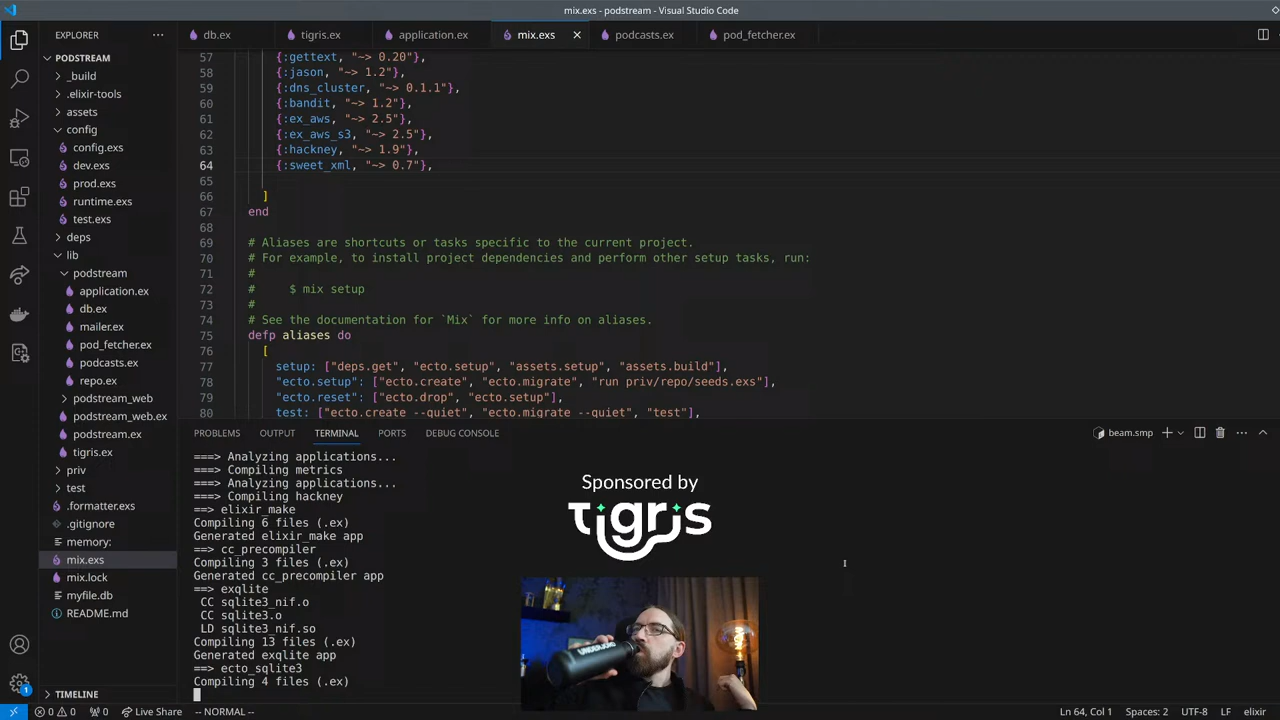 mix.exs - podstream - Visual Studio Code
EXPLORER
db.ex
tigris.ex
application.ex
mix.exs
podcasts.ex
pod_fetcher.ex
PODSTREAM
_build
.elixir-tools
assets
config
config.exs
dev.exs
prod.exs
runtime.exs
test.exs
deps
lib
podstream
application.ex
db.ex
mailer.ex
pod_fetcher.ex
podcasts.ex
repo.ex
podstream_web
podstream_web.ex
podstream.ex
tigris.ex
priv
test
.formatter.exs
.gitignore
memory:
mix.exs
mix.lock
myfile.db
README.md
TIMELINE
57 {:gettext, "~> 0.20"},
58 {:jason, "~> 1.2"},
59 {:dns_cluster, "~> 0.1.1"},
60 {:bandit, "~> 1.2"},
61 {:ex_aws, "~> 2.5"},
62 {:ex_aws_s3, "~> 2.5"},
63 {:hackney, "~> 1.9"},
64 {:sweet_xml, "~> 0.7"},
65
66 ]
67 end
68
69 # Aliases are shortcuts or tasks specific to the current project.
70 # For example, to install project dependencies and perform other setup tasks, run:
71 #
72 # $ mix setup
73 #
74 # See the documentation for `Mix` for more info on aliases.
75 defp aliases do
76 [
77 setup: ["deps.get", "ecto.setup", "assets.setup", "assets.build"],
78 "ecto.setup": ["ecto.create", "ecto.migrate", "run priv/repo/seeds.exs"],
79 "ecto.reset": ["ecto.drop", "ecto.setup"],
80 test: ["ecto.create --quiet", "ecto.migrate --quiet", "test"],
PROBLEMS OUTPUT TERMINAL PORTS DEBUG CONSOLE
beam.smp
===> Analyzing applications...
===> Compiling metrics
===> Analyzing applications...
===> Compiling hackney
==> elixir_make
Compiling 6 files (.ex)
Generated elixir_make app
==> cc_precompiler
Compiling 3 files (.ex)
Generated cc_precompiler app
==> exqlite
CC sqlite3_nif.o
CC sqlite3.o
LD sqlite3_nif.so
Compiling 13 files (.ex)
Generated exqlite app
==> ecto_sqlite3
Compiling 4 files (.ex)
Sponsored by
tigris
1
0 0 0 Live Share -- NORMAL -- Ln 64, Col 1 Spaces: 2 UTF-8 LF elixir